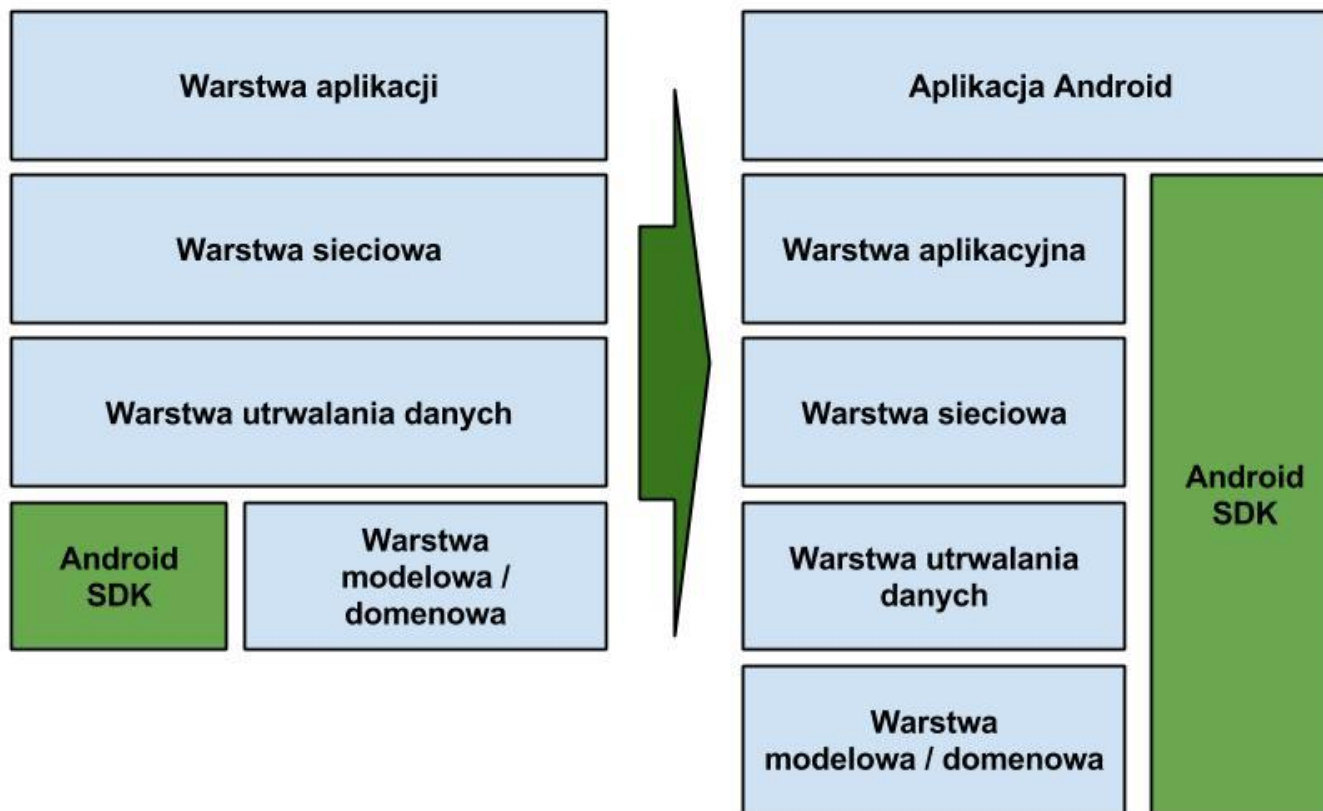 Warstwa aplikacji
Warstwa sieciowa
Warstwa utrwalania danych
Android
SDK
Warstwa
modelowa /
domenowa
Aplikacja Android
Warstwa aplikacyjna
Warstwa sieciowa
Warstwa utrwalania
danych
Warstwa
modelowa / domenowa
Android
SDK